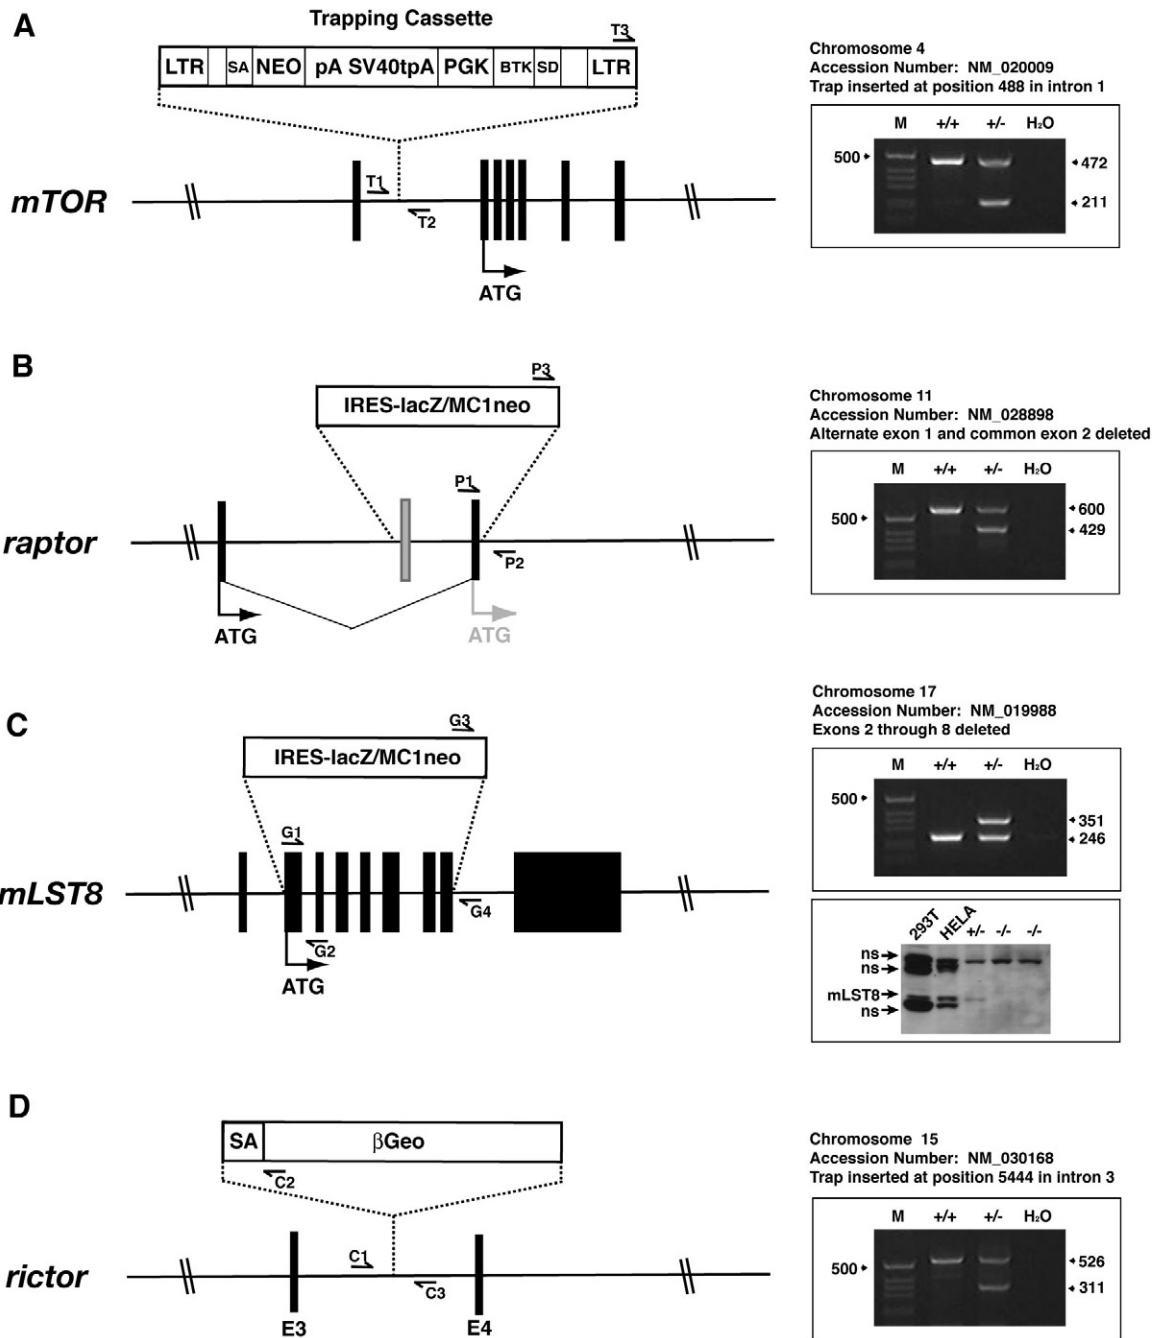 A
Trapping Cassette
T3
LTR SA NEO pA SV40tpA PGK BTK SD LTR
mTOR
T1
T2
ATG
Chromosome 4
Accession Number: NM_020009
Trap inserted at position 488 in intron 1
M +/+ +/- H₂O
500
472
211
B
P3
IRES-lacZ/MC1neo
P1
raptor
P2
ATG
ATG
Chromosome 11
Accession Number: NM_028898
Alternate exon 1 and common exon 2 deleted
M +/+ +/- H₂O
600
500
429
C
G3
IRES-lacZ/MC1neo
G1
mLST8
G4
G2
ATG
Chromosome 17
Accession Number: NM_019988
Exons 2 through 8 deleted
M +/+ +/- H₂O
500
351
246
293T HELA +/- -/- -/-
ns
ns
mLST8
ns
D
SA βGeo
C2
C1
rictor
C3
E3 E4
Chromosome 15
Accession Number: NM_030168
Trap inserted at position 5444 in intron 3
M +/+ +/- H₂O
526
500
311